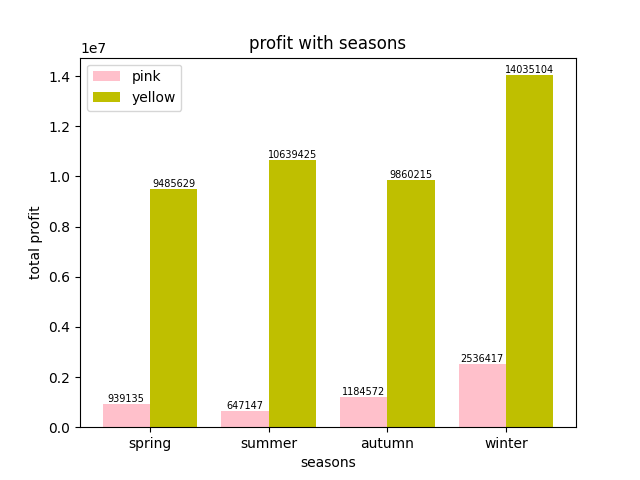 profit with seasons
1e7
pink
yellow
14035104
10639425
9860215
9485629
2536417
1184572
939135
647147
1.4
1.2
1.0
0.8
0.6
0.4
0.2
0.0
total profit
spring summer autumn winter
seasons